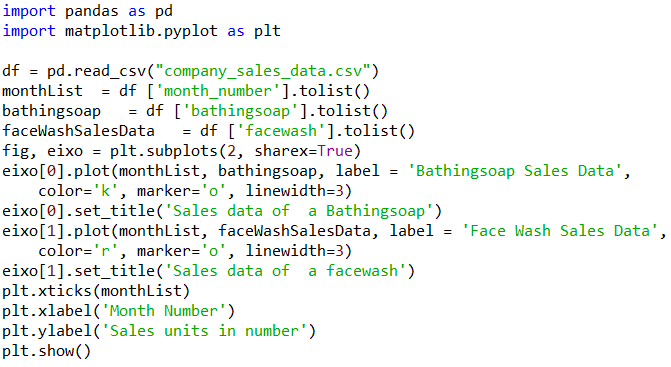 import pandas as pd
import matplotlib.pyplot as plt

df = pd.read_csv("company_sales_data.csv")
monthList  = df ['month_number'].tolist()
bathingsoap   = df ['bathingsoap'].tolist()
faceWashSalesData   = df ['facewash'].tolist()
fig, eixo = plt.subplots(2, sharex=True)
eixo[0].plot(monthList, bathingsoap, label = 'Bathingsoap Sales Data',
    color='k', marker='o', linewidth=3)
eixo[0].set_title('Sales data of  a Bathingsoap')
eixo[1].plot(monthList, faceWashSalesData, label = 'Face Wash Sales Data',
    color='r', marker='o', linewidth=3)
eixo[1].set_title('Sales data of  a facewash')
plt.xticks(monthList)
plt.xlabel('Month Number')
plt.ylabel('Sales units in number')
plt.show()